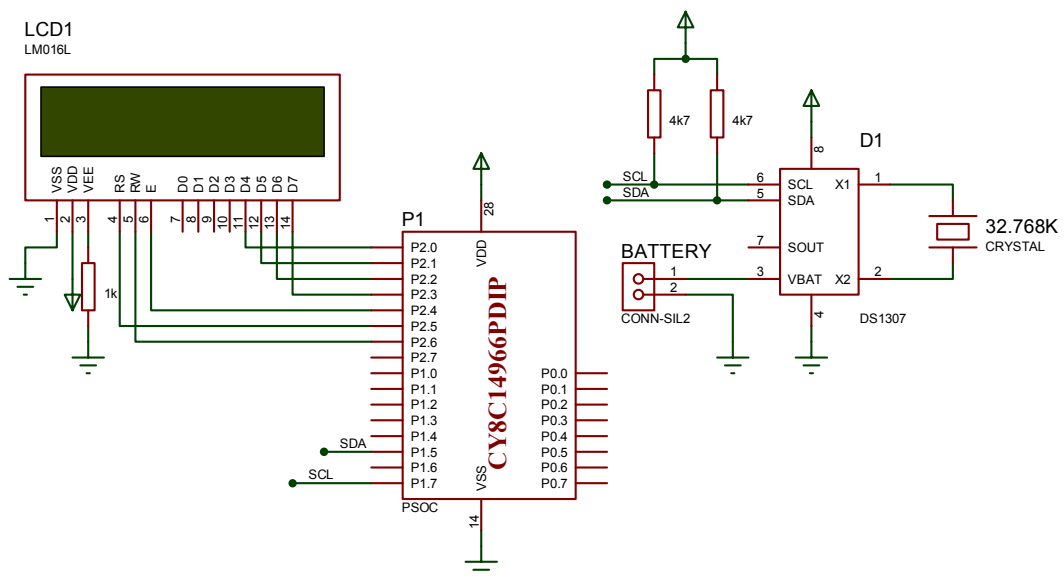 LCD1
LM016L
VSS
VDD
VEE
RS
RW
E
D0
D1
D2
D3
D4
D5
D6
D7
1
2
3
4
5
6
7
8
9
10
11
12
13
14
1k
P1
28
VDD
P2.0
P2.1
P2.2
P2.3
P2.4
P2.5
P2.6
P2.7
P1.0
P1.1
P1.2
P1.3
P1.4
SDA
P1.5
P1.6
SCL
P1.7
CY8C14966PDIP
P0.0
P0.1
P0.2
P0.3
P0.4
P0.5
P0.6
P0.7
VSS
PSOC
14
4k7
4k7
SCL
SDA
8
D1
6
SCL
X1
1
5
SDA
7
SOUT
3
VBAT
X2
2
4
DS1307
32.768K
CRYSTAL
BATTERY
1
2
CONN-SIL2